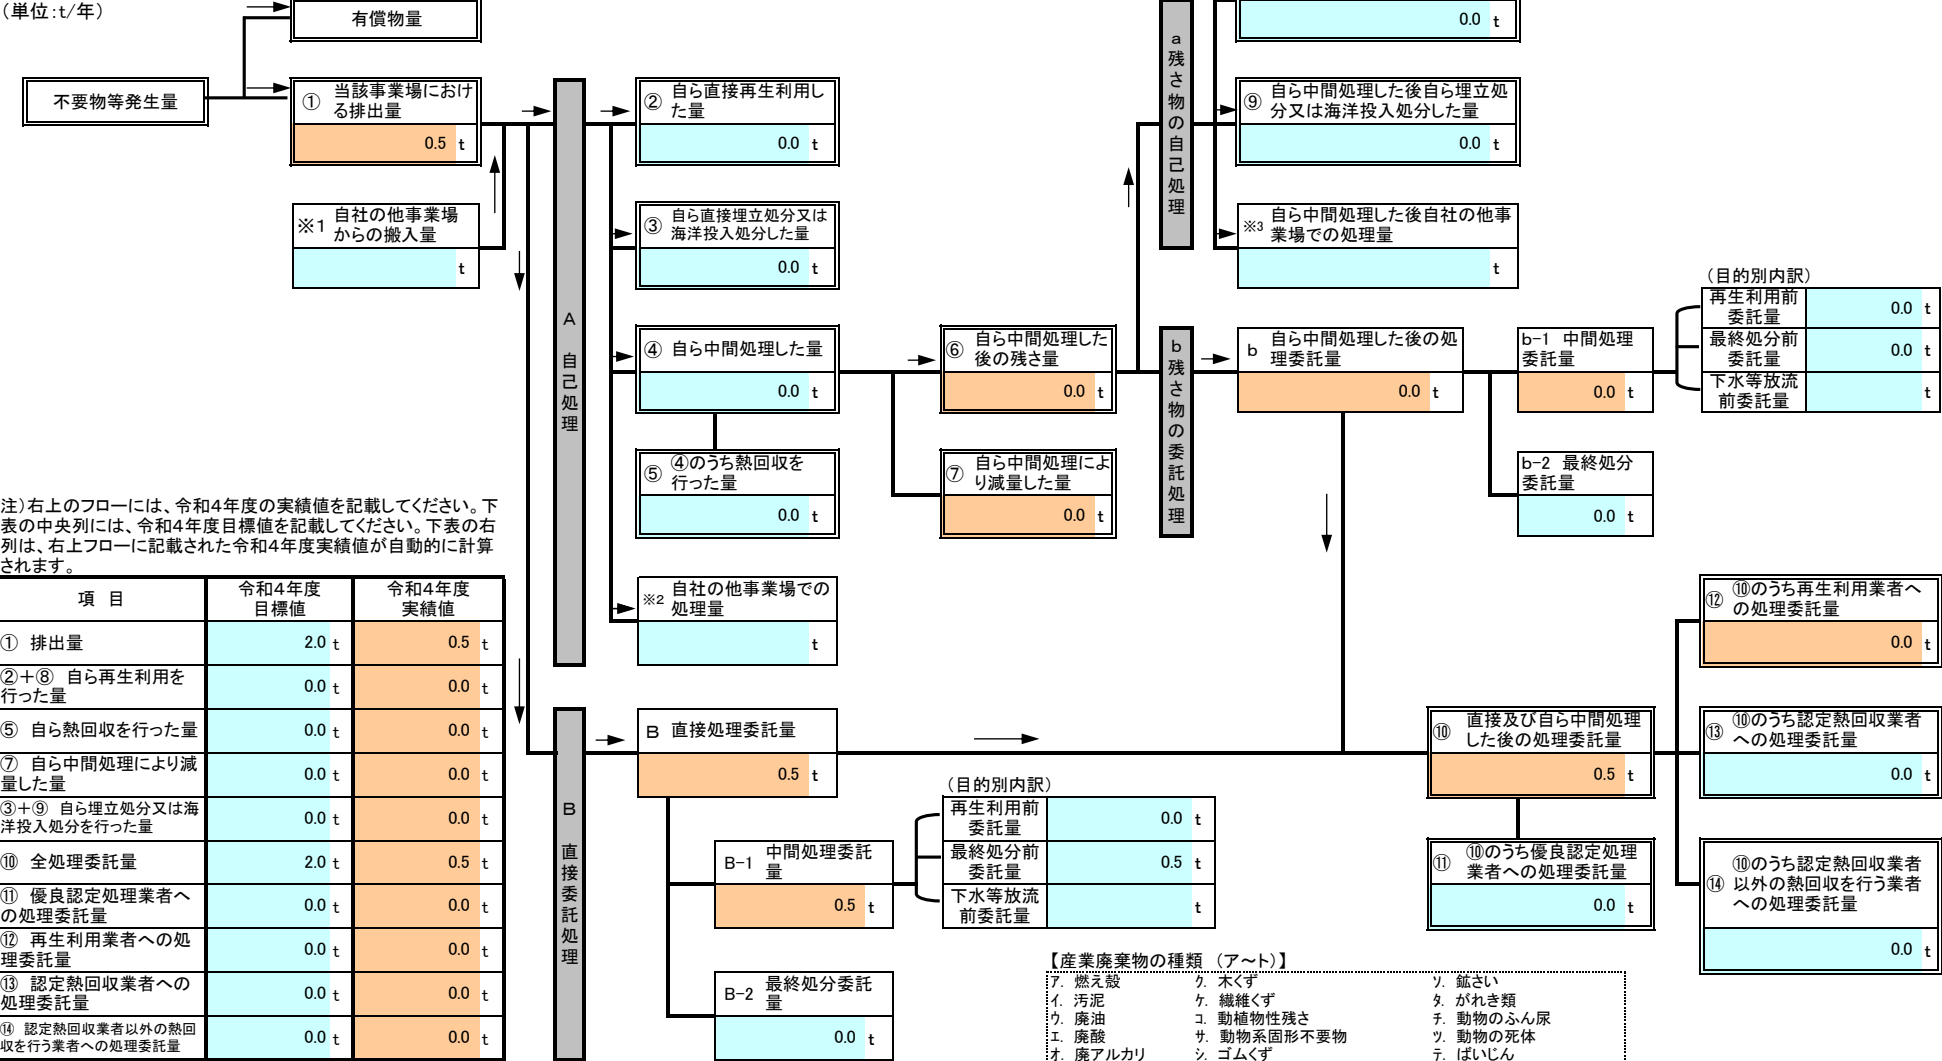 （単位：t/年）
有償物量
不要物等発生量
① 当該事業場におけ
る排出量
0.5 t
※1 自社の他事業場
からの搬入量
t
A 自己処理
② 自ら直接再生利用し
た量
0.0 t
③ 自ら直接埋立処分又は
海洋投入処分した量
0.0 t
④ 自ら中間処理した量
0.0 t
⑤ ④のうち熱回収を
行った量
0.0 t
※2 自社の他事業場での
処理量
t
⑥ 自ら中間処理した
後の残さ量
0.0 t
⑦ 自ら中間処理によ
り減量した量
0.0 t
a 残さ物の自己処理
0.0 t
⑨ 自ら中間処理した後自ら埋立処
分又は海洋投入処分した量
0.0 t
※3 自ら中間処理した後自社の他事
業場での処理量
t
b 残さ物の委託処理
b 自ら中間処理した後の処
理委託量
0.0 t
b-1 中間処理
委託量
0.0 t
b-2 最終処分
委託量
0.0 t
（目的別内訳）
再生利用前
委託量
0.0 t
最終処分前
委託量
0.0 t
下水等放流
前委託量
t
注）右上のフローには、令和4年度の実績値を記載してください。下
表の中央列には、令和4年度目標値を記載してください。下表の右
列は、右上フローに記載された令和4年度実績値が自動的に計算
されます。
項 目
令和4年度
目標値
令和4年度
実績値
① 排出量
2.0 t
0.5 t
②＋⑧ 自ら再生利用を
行った量
0.0 t
0.0 t
⑤ 自ら熱回収を行った量
0.0 t
0.0 t
⑦ 自ら中間処理により減
量した量
0.0 t
0.0 t
③＋⑨ 自ら埋立処分又は海
洋投入処分を行った量
0.0 t
0.0 t
⑩ 全処理委託量
2.0 t
0.5 t
⑪ 優良認定処理業者へ
の処理委託量
0.0 t
0.0 t
⑫ 再生利用業者への処
理委託量
0.0 t
0.0 t
⑬ 認定熱回収業者への
処理委託量
0.0 t
0.0 t
⑭ 認定熱回収業者以外の熱回
収を行う業者への処理委託量
0.0 t
0.0 t
B 直接委託処理
B 直接処理委託量
0.5 t
B-1 中間処理委託
量
0.5 t
B-2 最終処分委託
量
0.0 t
（目的別内訳）
再生利用前
委託量
0.0 t
最終処分前
委託量
0.5 t
下水等放流
前委託量
t
⑩ 直接及び自ら中間処理
した後の処理委託量
0.5 t
⑪ ⑩のうち優良認定処理
業者への処理委託量
0.0 t
⑫ ⑩のうち再生利用業者へ
の処理委託量
0.0 t
⑬ ⑩のうち認定熱回収業者
への処理委託量
0.0 t
⑭ ⑩のうち認定熱回収業者
以外の熱回収を行う業者
への処理委託量
0.0 t
【産業廃棄物の種類 （ア～ト）】
ア. 燃え殻 ク. 木くず ソ. 鉱さい
イ. 汚泥 ケ. 繊維くず タ. がれき類
ウ. 廃油 コ. 動植物性残さ チ. 動物のふん尿
エ. 廃酸 サ. 動物系固形不要物 ツ. 動物の死体
オ. 廃アルカリ シ. ゴムくず テ. ばいじん